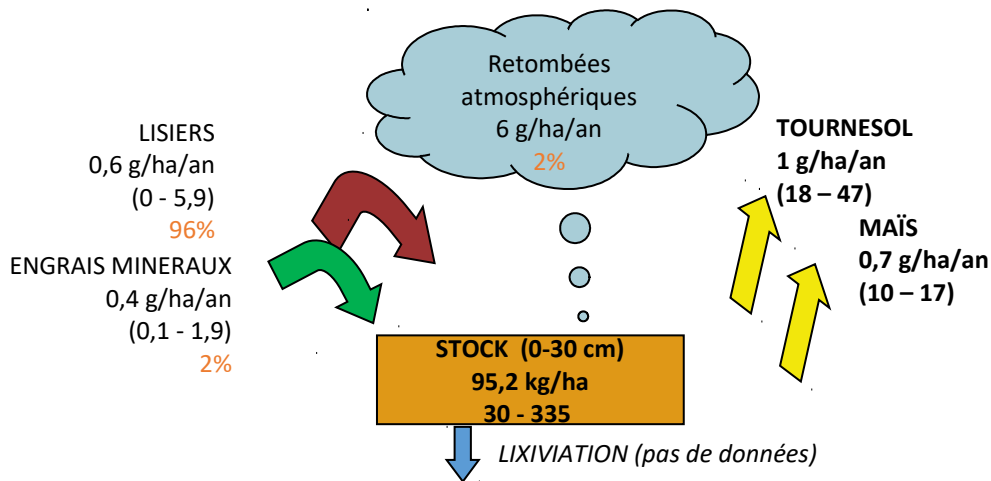 Retombées
atmosphériques
6 g/ha/an
2%
LISIERS
0,6 g/ha/an
(0 - 5,9)
96%
ENGRAIS MINERAUX
0,4 g/ha/an
(0,1 - 1,9)
2%
TOURNESOL
1 g/ha/an
(18 – 47)
MAÏS
0,7 g/ha/an
(10 – 17)
STOCK (0-30 cm)
95,2 kg/ha
30 - 335
LIXIVIATION (pas de données)